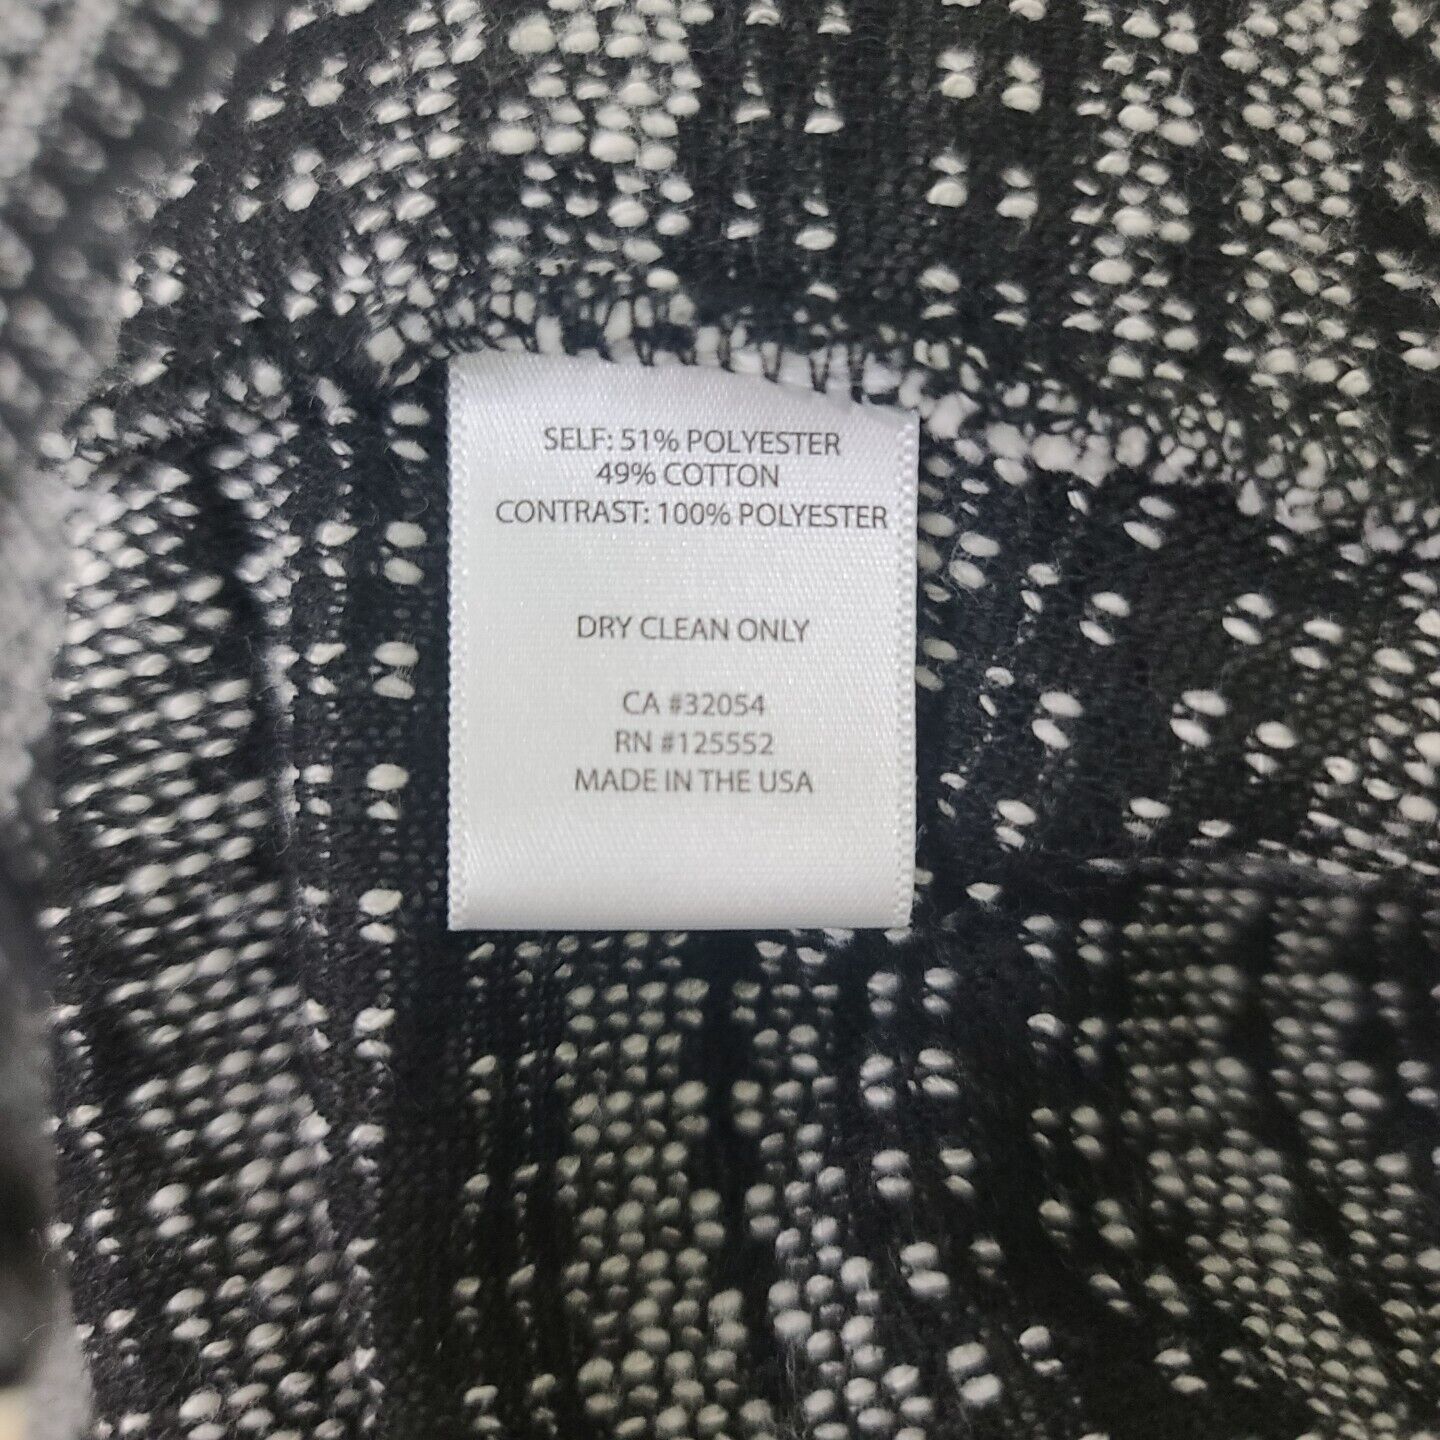 SELF: 51% POLYESTER
49% COTTON
CONTRAST: 100% POLYESTER
DRY CLEAN ONLY
CA #32054
RN #125552
MADE IN THE USA